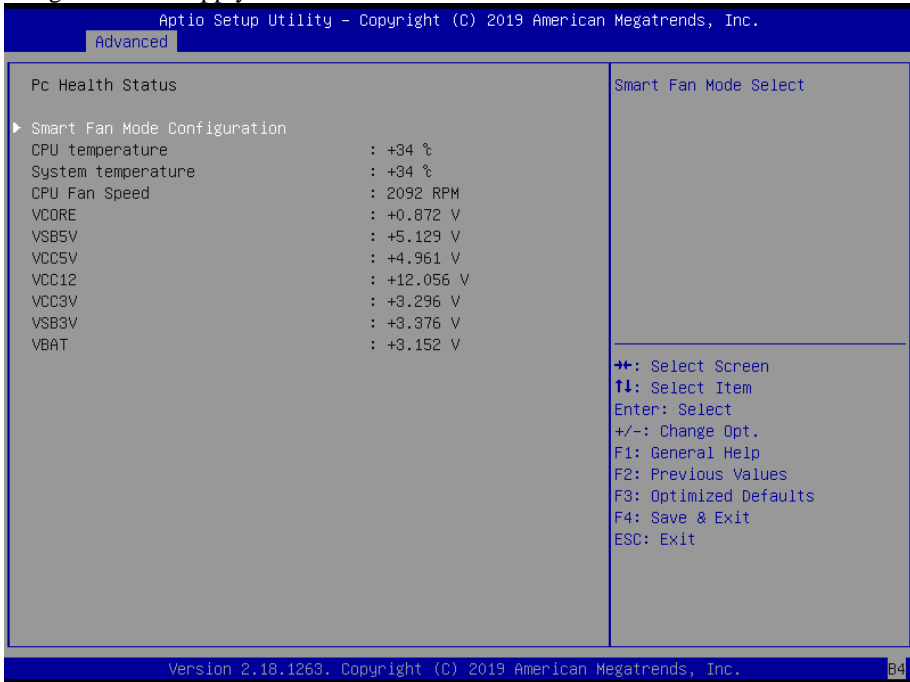 Aptio Setup Utility – Copyright (C) 2019 American Megatrends, Inc.
Advanced
Pc Health Status
Smart Fan Mode Configuration
CPU temperature : +34 ℃
System temperature : +34 ℃
CPU Fan Speed : 2092 RPM
VCORE : +0.872 V
VSB5V : +5.129 V
VCC5V : +4.961 V
VCC12 : +12.056 V
VCC3V : +3.296 V
VSB3V : +3.376 V
VBAT : +3.152 V
Smart Fan Mode Select
→←: Select Screen
↑↓: Select Item
Enter: Select
+/-: Change Opt.
F1: General Help
F2: Previous Values
F3: Optimized Defaults
F4: Save & Exit
ESC: Exit
Version 2.18.1263. Copyright (C) 2019 American Megatrends, Inc.
B4